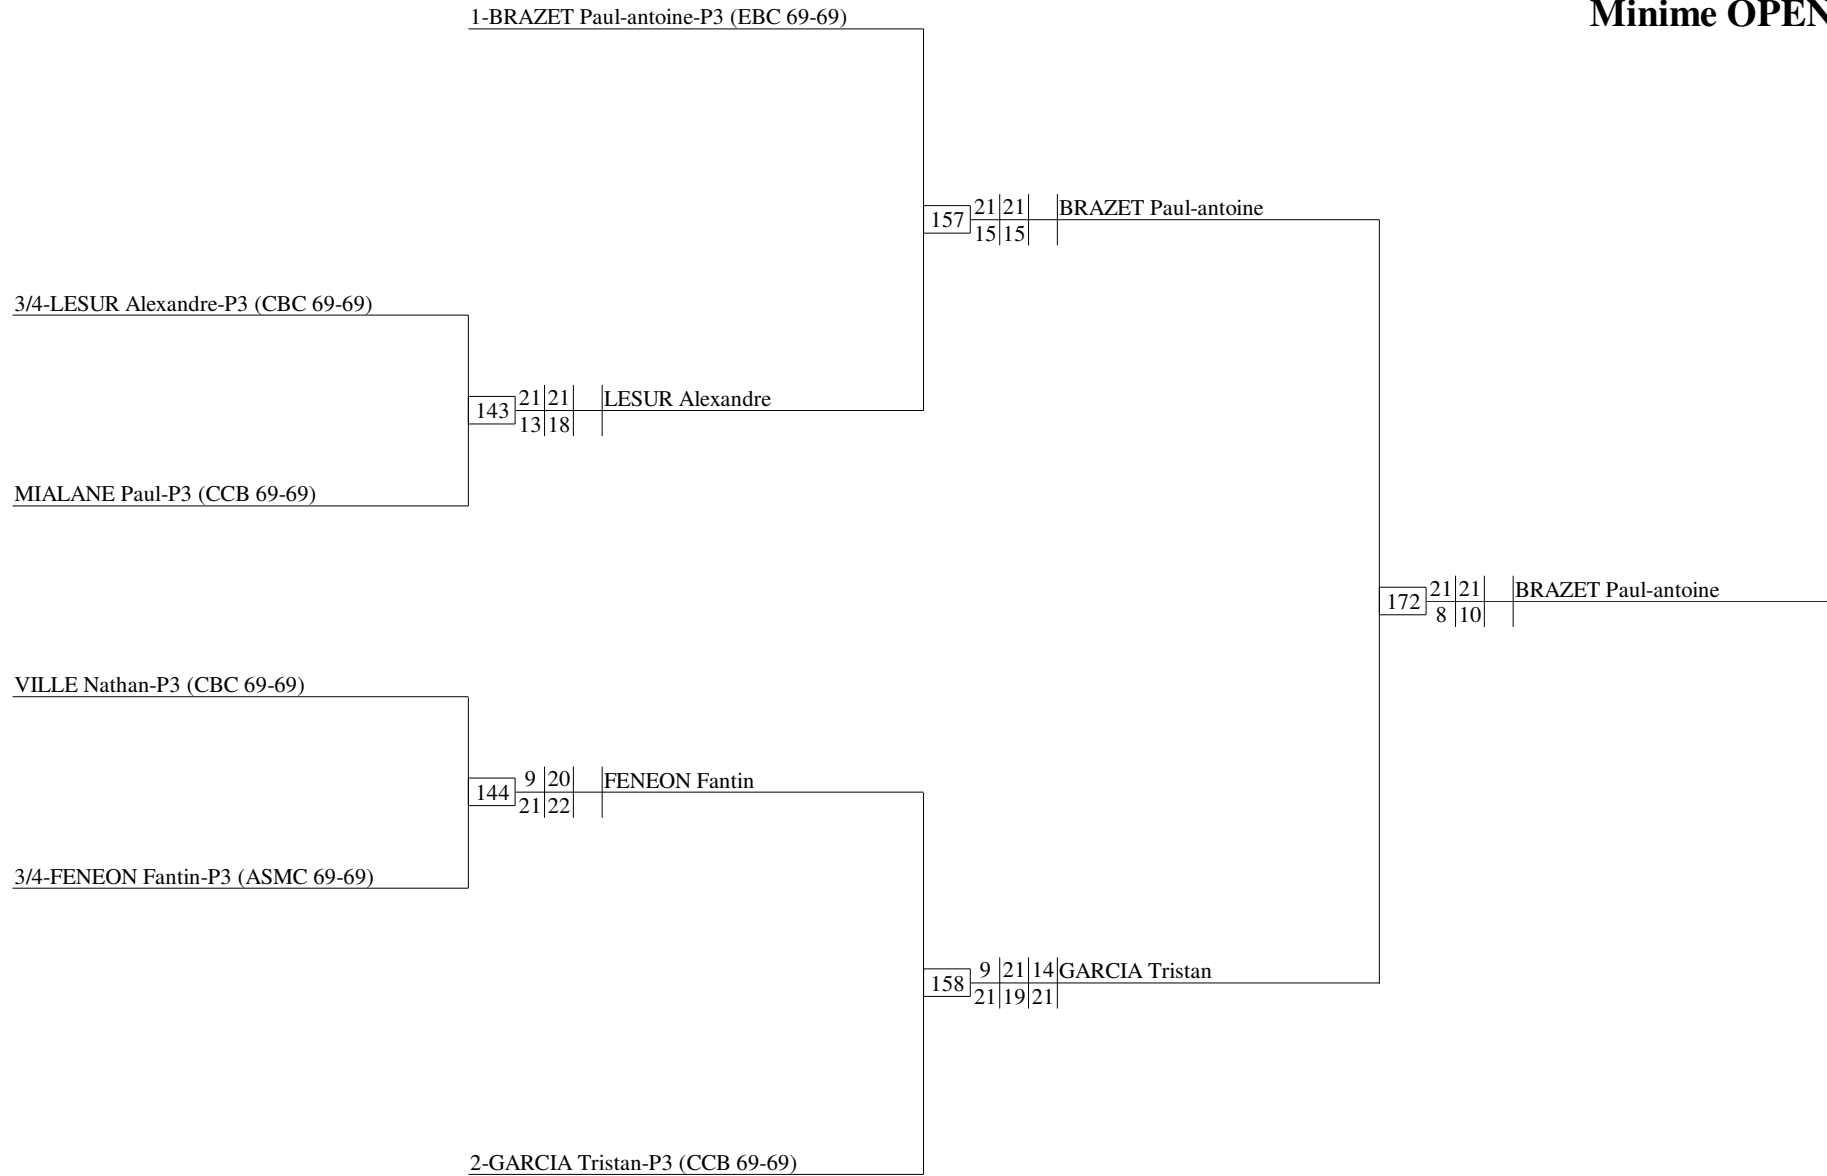 1-BRAZET Paul-antoine-P3 (EBC 69-69)
Minime OPEN
157 21 21 BRAZET Paul-antoine
15 15
3/4-LESUR Alexandre-P3 (CBC 69-69)
143 21 21 LESUR Alexandre
13 18
MIALANE Paul-P3 (CCB 69-69)
172 21 21 BRAZET Paul-antoine
8 10
VILLE Nathan-P3 (CBC 69-69)
144 9 20 FENEON Fantin
21 22
3/4-FENEON Fantin-P3 (ASMC 69-69)
158 9 21 14 GARCIA Tristan
21 19 21
2-GARCIA Tristan-P3 (CCB 69-69)